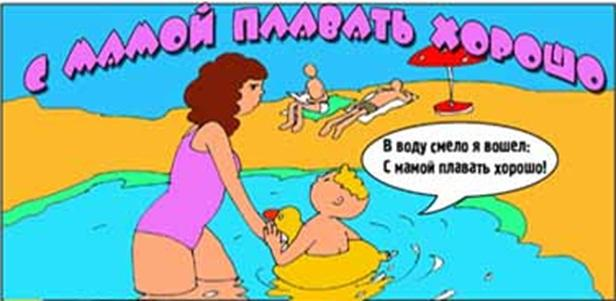 С МАМОЙ ПЛАВАТЬ ХОРОШО
В воду смело я вошел:
С мамой плавать хорошо!